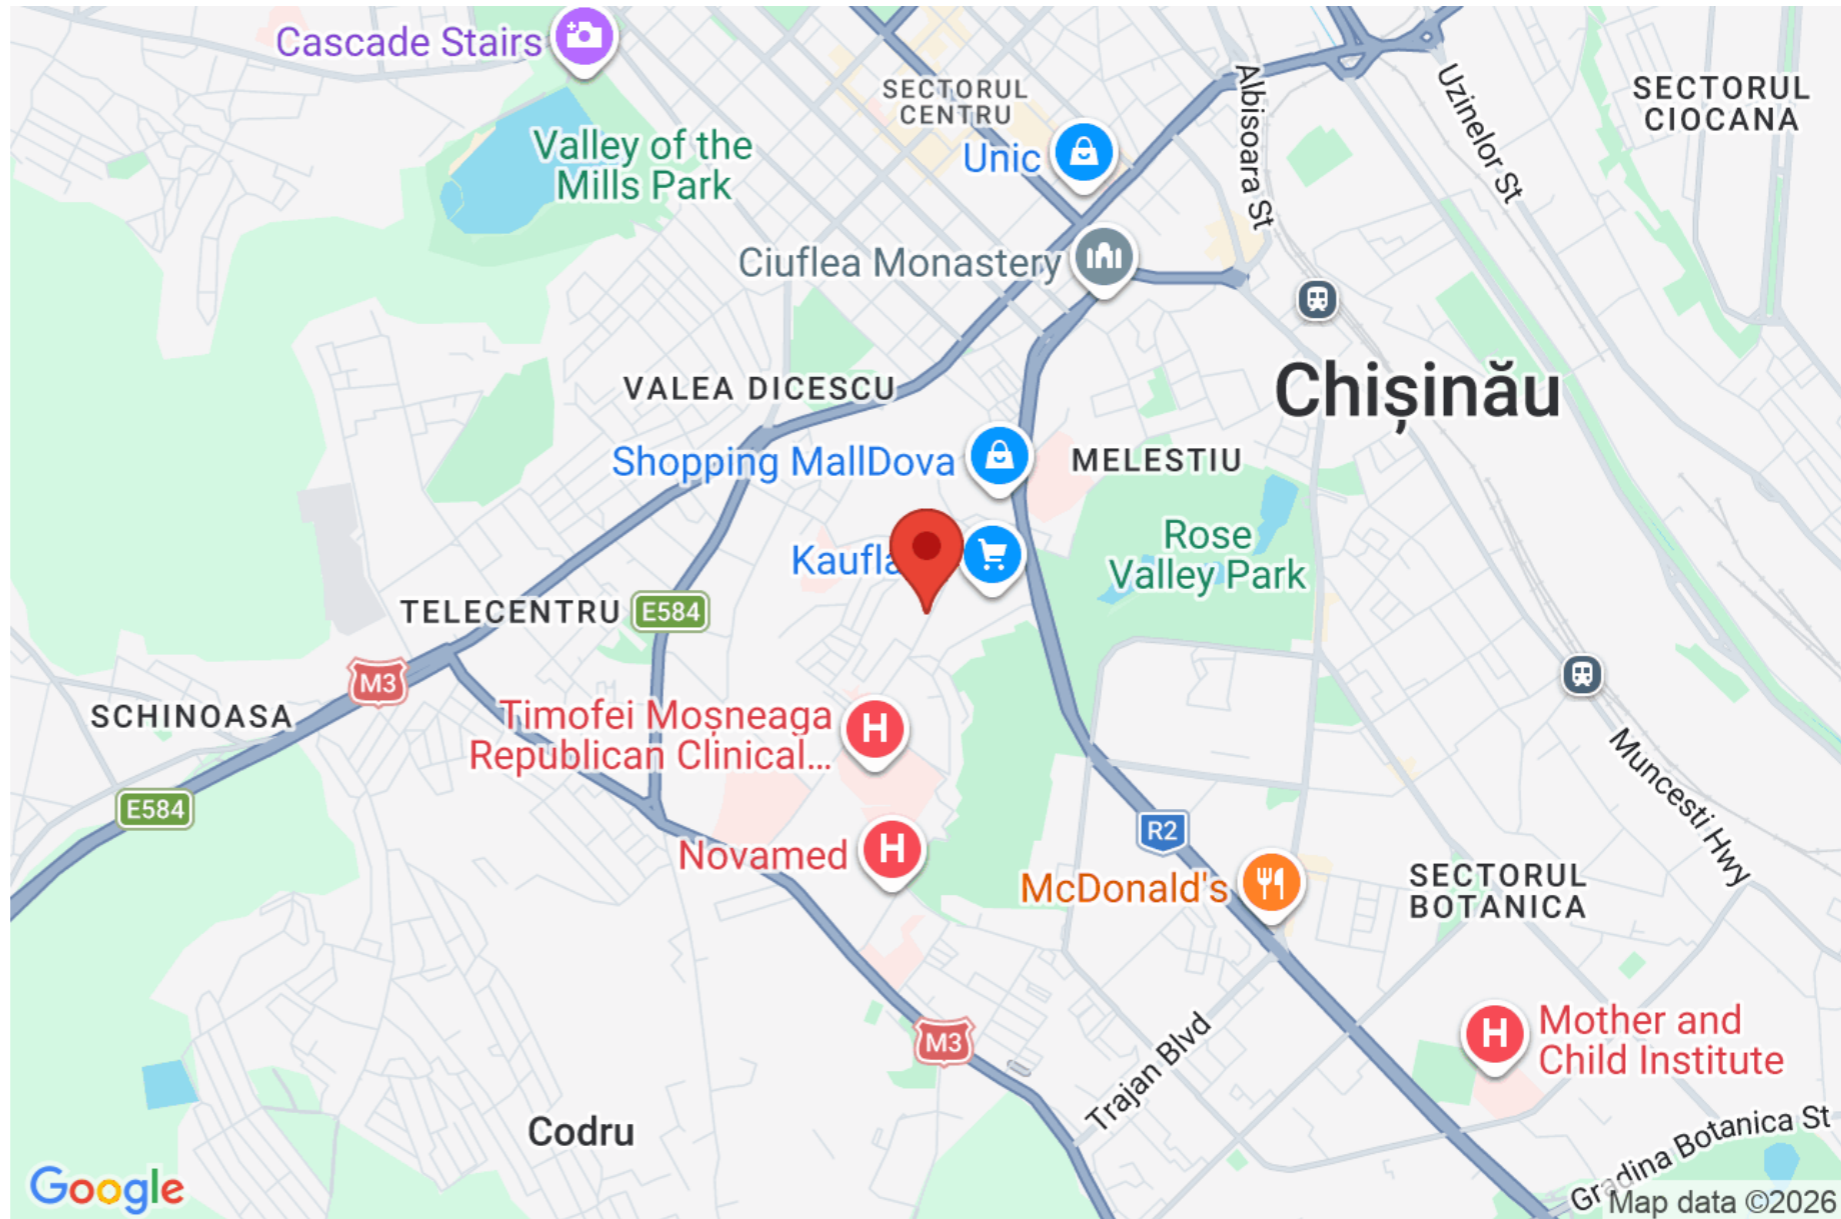 Cascade Stairs
SECTORUL
CENTRU
Albisoara St
Uzinelor St
SECTORUL
CIOCANA
Valley of the
Mills Park
Unic
Ciuflea Monastery
Chișinău
VALEA DICESCU
Shopping MallDova
MELESTIU
Rose
Valley Park
TELECENTRU
E584
M3
SCHINOASA
Timofei Moșneaga
Republican Clinical...
H
E584
Novamed
H
R2
McDonald's
Muncesti Hwy
SECTORUL
BOTANICA
M3
Trajan Blvd
H
Mother and
Child Institute
Codru
Gradina Botanica St
Google
Map data ©2026